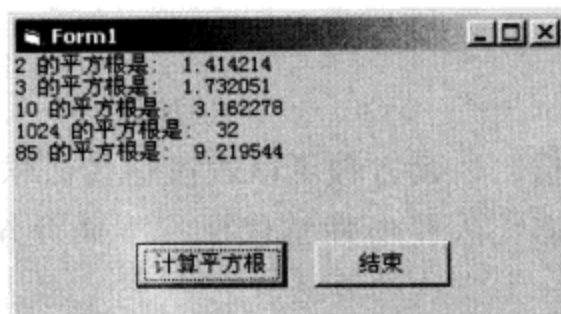 Form1
2 的平方根是： 1.414214
3 的平方根是： 1.732051
10 的平方根是： 3.162278
1024 的平方根是： 32
85 的平方根是： 9.219544
计算平方根 结束